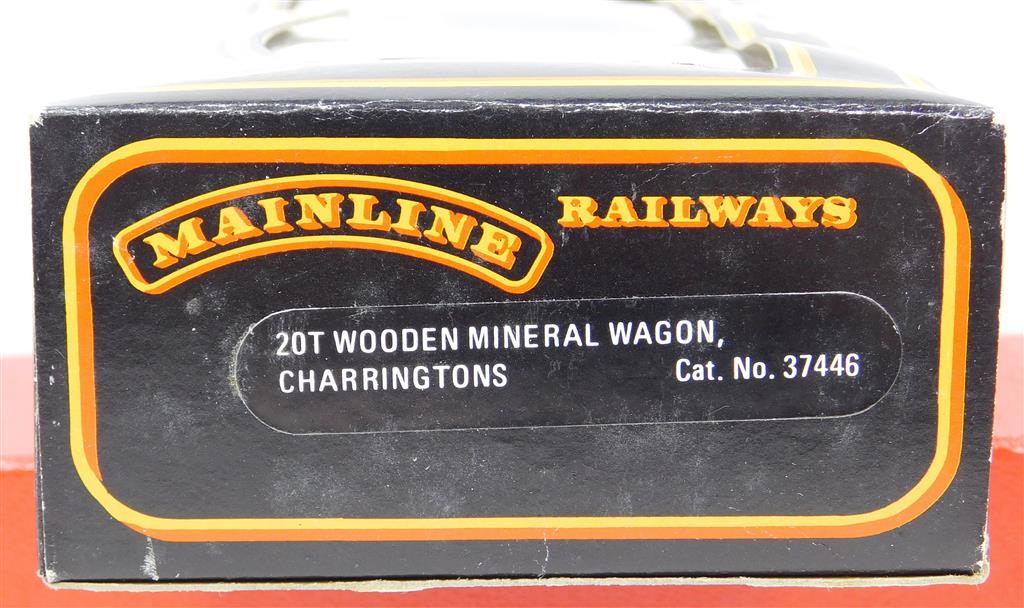 MAINLINE RAILWAYS
20T WOODEN MINERAL WAGON,
CHARRINGTONS Cat. No. 37446